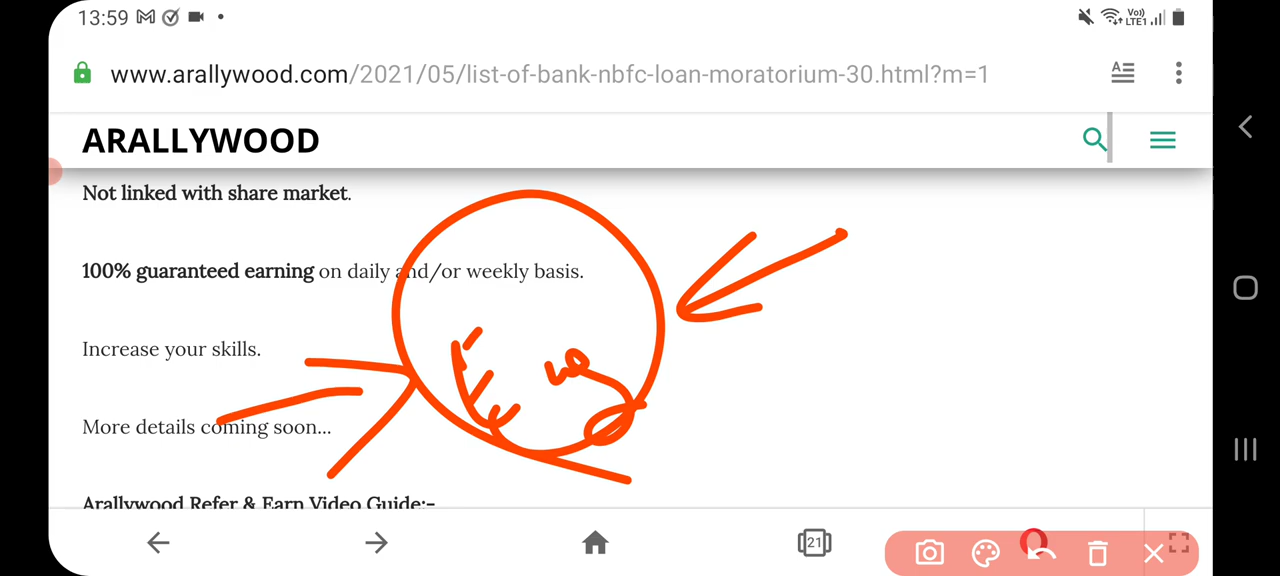 13:59
Vo))
LTE1
www.arallywood.com/2021/05/list-of-bank-nbfc-loan-moratorium-30.html?m=1
ARALLYWOOD
Not linked with share market.
100% guaranteed earning on daily and/or weekly basis.
Increase your skills.
More details coming soon...
Arallywood Refer & Earn Video Guide:-
21